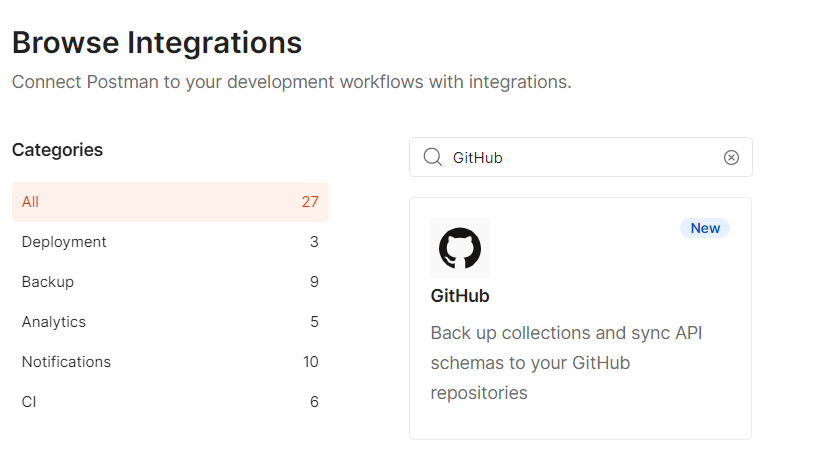 Browse Integrations
Connect Postman to your development workflows with integrations.
Categories
All 27
Deployment 3
Backup 9
Analytics 5
Notifications 10
CI 6
GitHub
New
GitHub
Back up collections and sync API
schemas to your GitHub
repositories